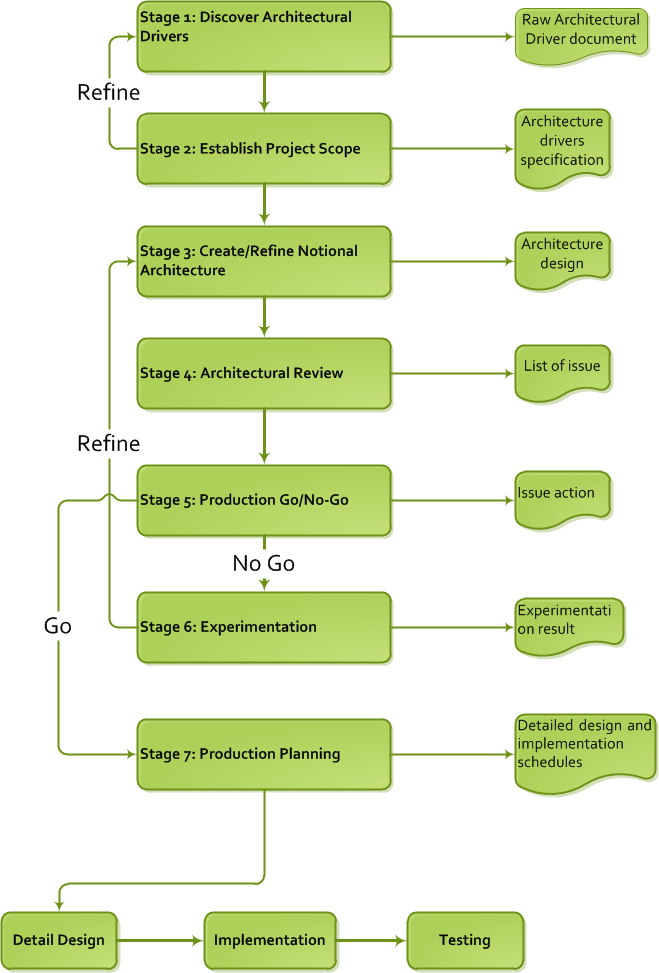 Stage 1: Discover Architectural
Drivers
Raw Architectural
Driver document
Refine
Stage 2: Establish Project Scope
Architecture
drivers
specification
Stage 3: Create/Refine Notional
Architecture
Architecture
design
Stage 4: Architectural Review
List of issue
Refine
Stage 5: Production Go/No-Go
Issue action
No Go
Go
Stage 6: Experimentation
Experimentati
on result
Stage 7: Production Planning
Detailed design and
implementation
schedules
Detail Design
Implementation
Testing